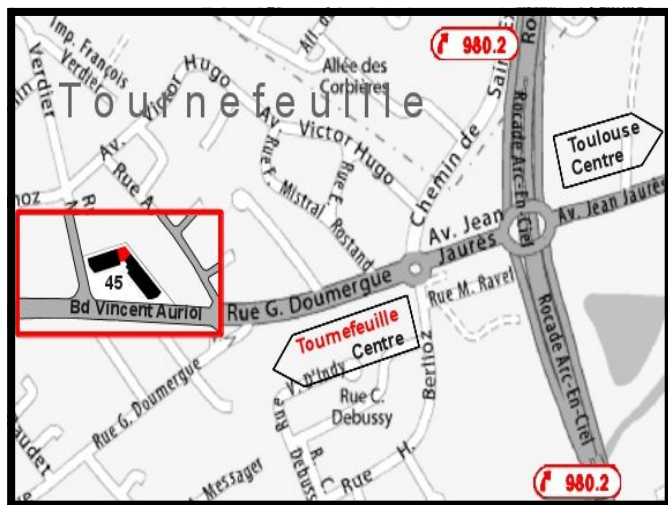 Imp. François
Verdier
Verdier
Tournefeuille
Av. Victor Hugo
Allée des
Corbières
Av. Victor Hugo
980.2
Chemin de
Rocade Arc-En-Ciel
Toulouse
Centre
Rue A.
Rue F. Mistral
Rue E. Rostand
Av. Jean
Jaurès
Av. Jean Jaurès
45
Bd Vincent Auriol
Rue G. Doumergue
Rue M. Ravel
Tournefeuille
Centre
Rue G. Doumergue
Rue V. D'Indy
Rue C.
Debussy
Rue H. Berlioz
R. C. Debussy
Messager
Rocade Arc-En-Ciel
980.2